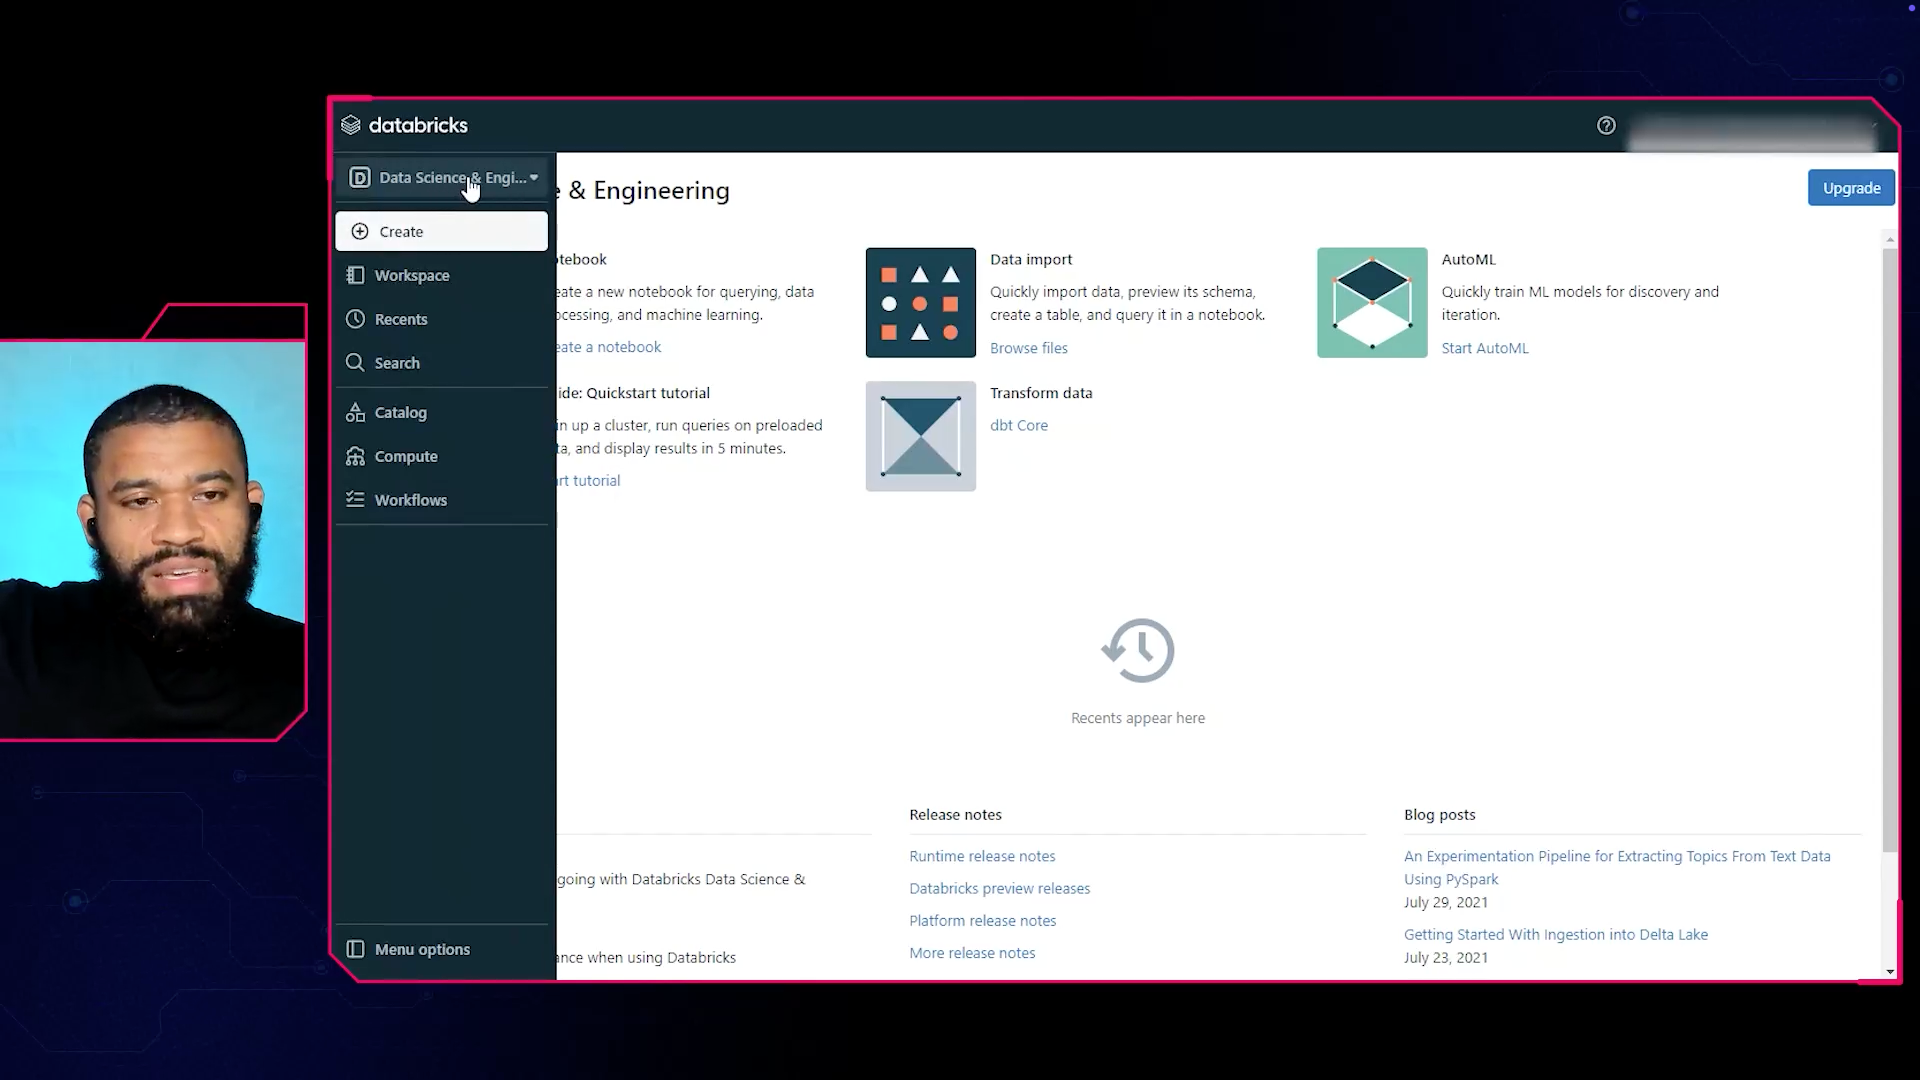 databricks
Data Science & Engi...
& Engineering
Upgrade
Create
Workspace
Recents
Search
Catalog
Compute
Workflows
Menu options
tebook
eate a new notebook for querying, data
ocessing, and machine learning.
eate a notebook
Data import
Quickly import data, preview its schema,
create a table, and query it in a notebook.
Browse files
AutoML
Quickly train ML models for discovery and
iteration.
Start AutoML
ide: Quickstart tutorial
in up a cluster, run queries on preloaded
ta, and display results in 5 minutes.
rt tutorial
Transform data
dbt Core
Recents appear here
going with Databricks Data Science &
ance when using Databricks
Release notes
Runtime release notes
Databricks preview releases
Platform release notes
More release notes
Blog posts
An Experimentation Pipeline for Extracting Topics From Text Data
Using PySpark
July 29, 2021
Getting Started With Ingestion into Delta Lake
July 23, 2021